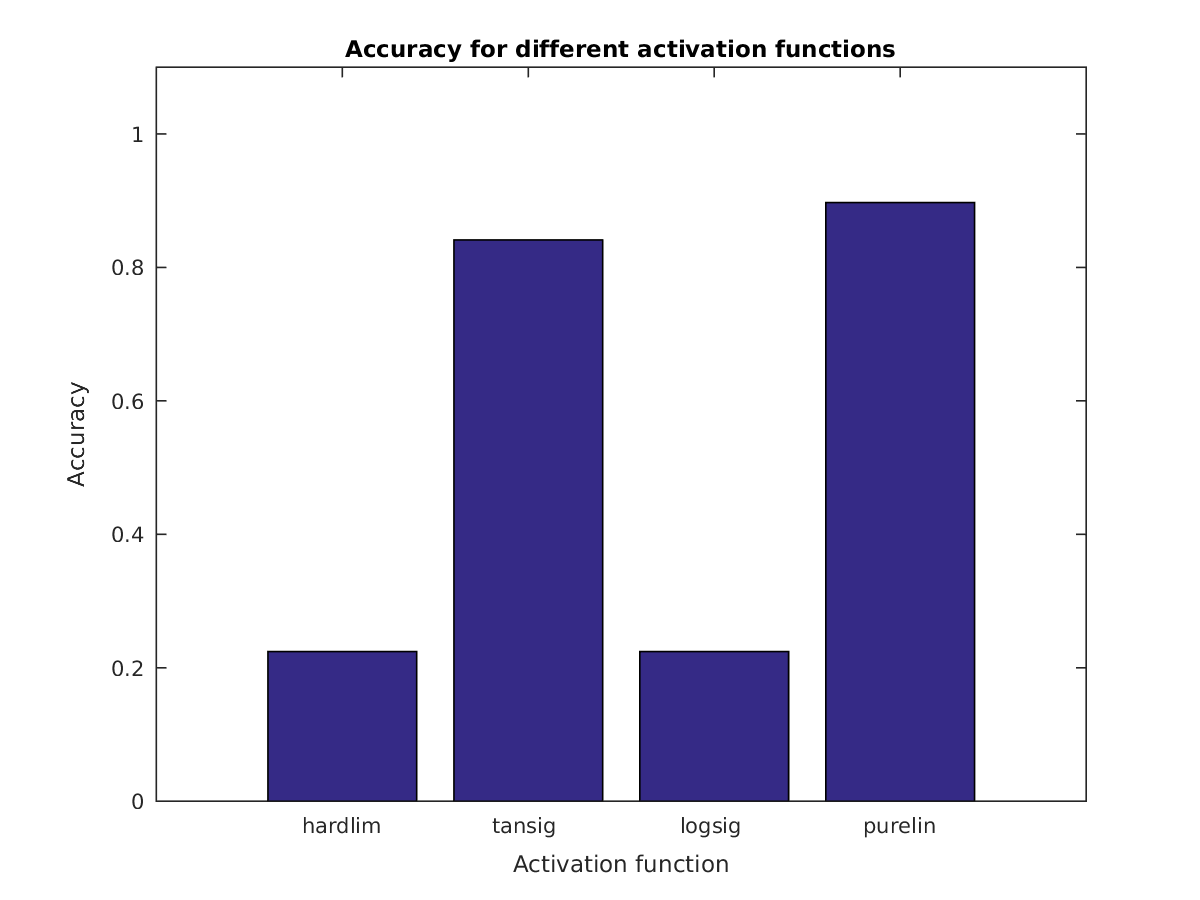 Accuracy for different activation functions
1
0.8
0.6
0.4
0.2
0
Accuracy
hardlim tansig logsig purelin
Activation function